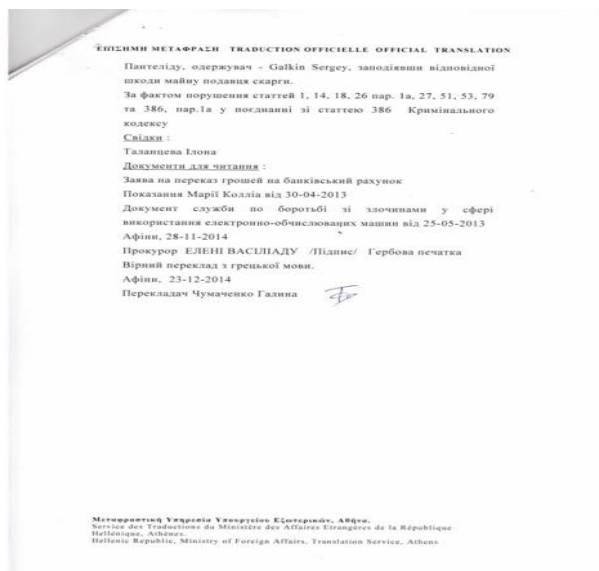 ΕΠΙΣΗΜΗ ΜΕΤΑΦΡΑΣΗ TRADUCTION OFFICIELLE OFFICIAL TRANSLATION
Пантеліду, одержувач - Galkin Sergey, заподіявши відповідної
шкоди майну подавця скарги.
За фактом порушення статтей 1, 14, 18, 26 пар. 1а, 27, 51, 53, 79
та 386, пар.1а у поєднанні зі статтею 386 Кримінального
кодексу
Свідки :
Таланцева Ілона
Документи для читання :
Заява на переказ грошей на банківський рахунок
Показання Марії Колліа від 30-04-2013
Документ служби по боротьбі зі злочинами у сфері
використання електронно-обчислюваних машин від 25-05-2013
Афіни, 28-11-2014
Прокурор ЕЛЕНІ ВАСІЛІАДУ /Підпис/ Гербова печатка
Вірний переклад з грецької мови.
Афіни, 23-12-2014
Перекладач Чумаченко Галина
Μεταφραστική Υπηρεσία Υπουργείου Εξωτερικών, Αθήνα.
Service des Traductions du Ministère des Affaires Etrangères de la République
Hellénique, Athènes.
Hellenic Republic, Ministry of Foreign Affairs, Translation Service, Athens